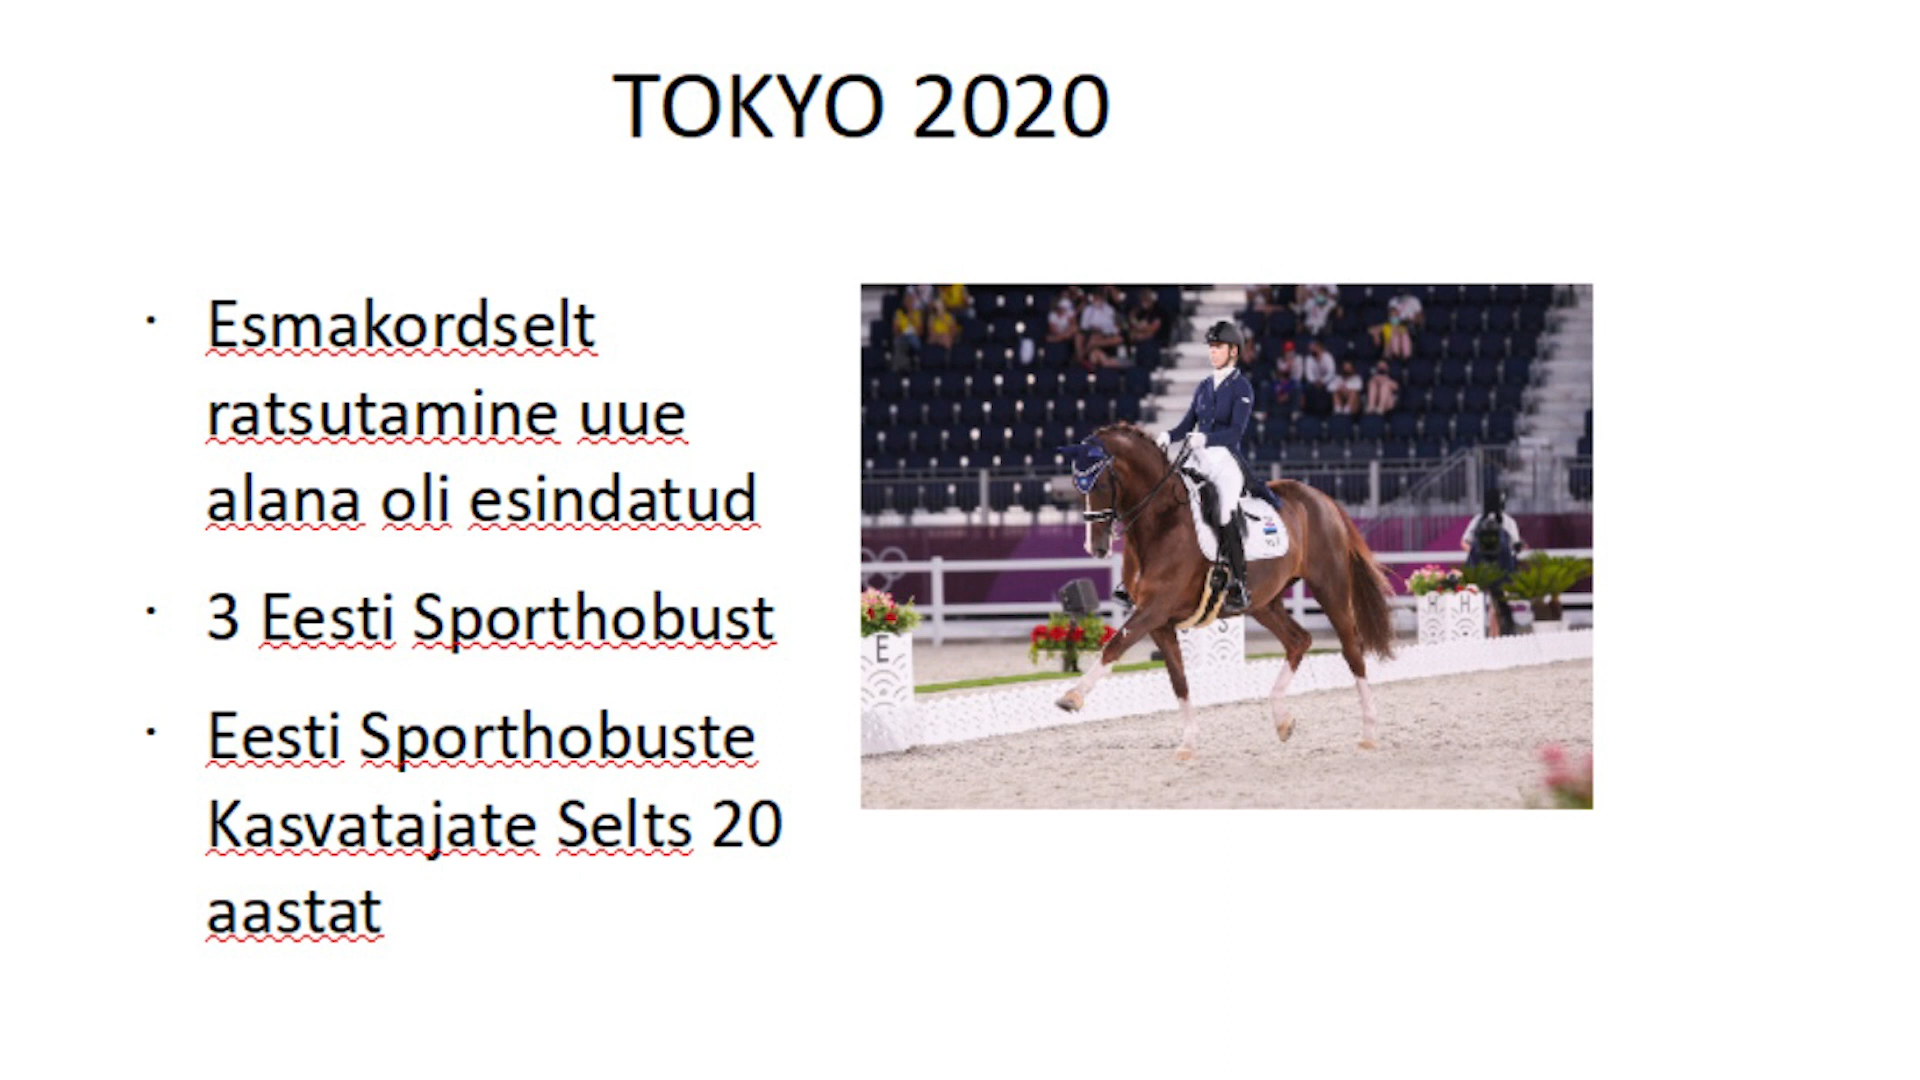 TOKYO 2020
· Esmakordselt
ratsutamine uue
alana oli esindatud
· 3 Eesti Sporthobust
· Eesti Sporthobuste
Kasvatajate Selts 20
aastat
E
S
H H